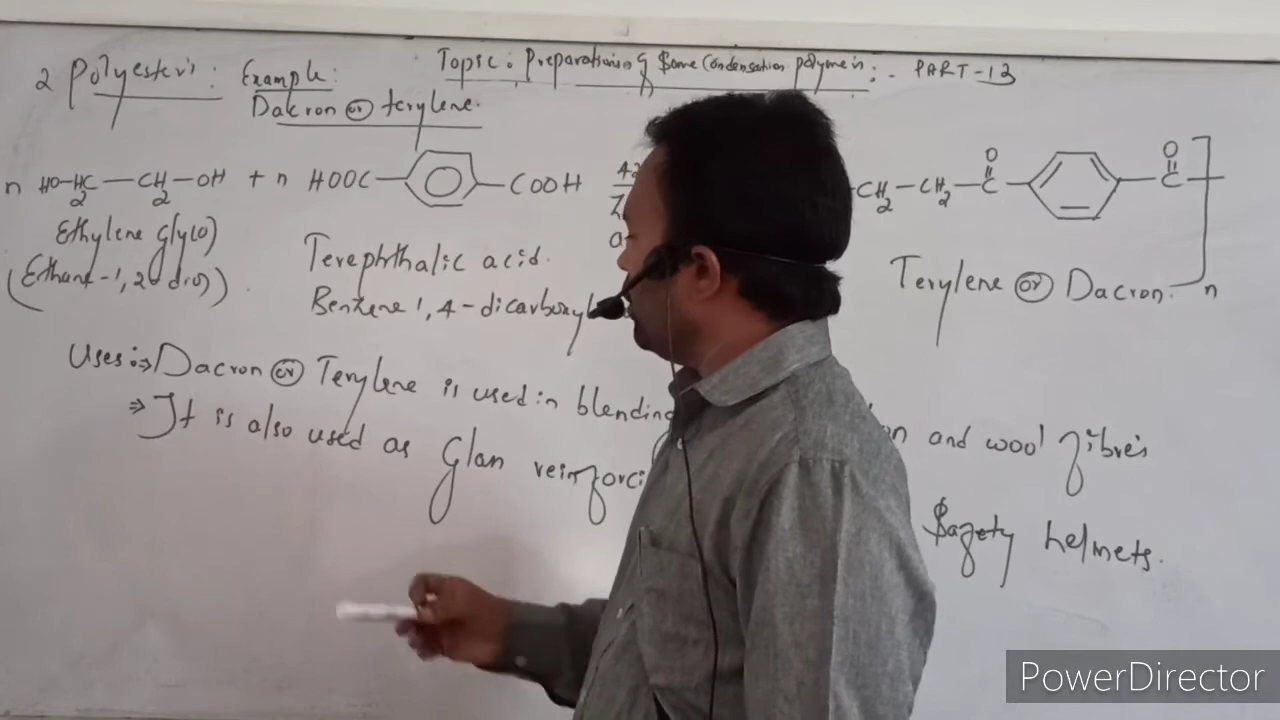 Topic: Preparations of Some Condensation polymers:- PART-13
2 Polyesters: Example:
Dacron or terylene.
n HO-H2C-CH2-OH + n HOOC-COOH
CH2-CH2-C-C-
O O
Ethylene glycol
(Ethane-1,2 diol)
Terephthalic acid.
Benzene 1,4-dicarboxyl
Terylene or Dacron. n
Uses:⇒ Dacron or Terylene is used in blending and wool fibres
⇒ It is also used as Glass reinforci Safety helmets.
PowerDirector